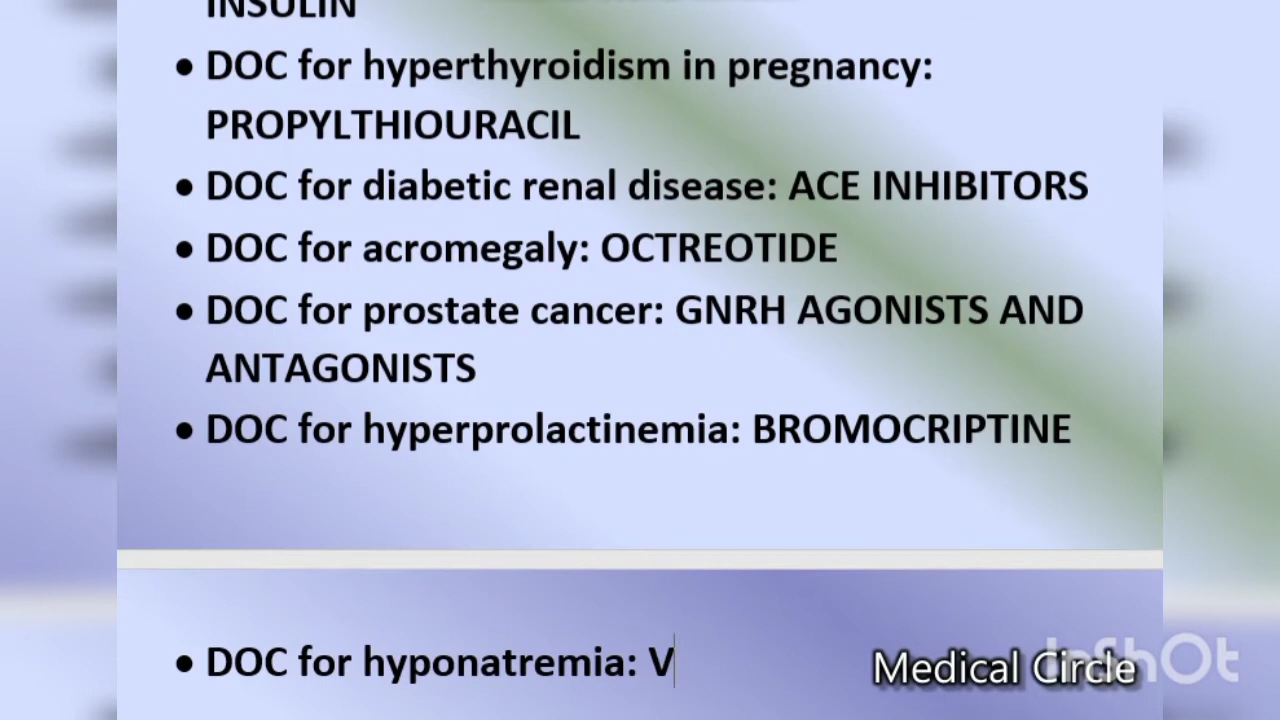 INSULIN
• DOC for hyperthyroidism in pregnancy:
PROPYLTHIOURACIL
• DOC for diabetic renal disease: ACE INHIBITORS
• DOC for acromegaly: OCTREOTIDE
• DOC for prostate cancer: GNRH AGONISTS AND
ANTAGONISTS
• DOC for hyperprolactinemia: BROMOCRIPTINE
• DOC for hyponatremia: V
Medical Circle
InShOt